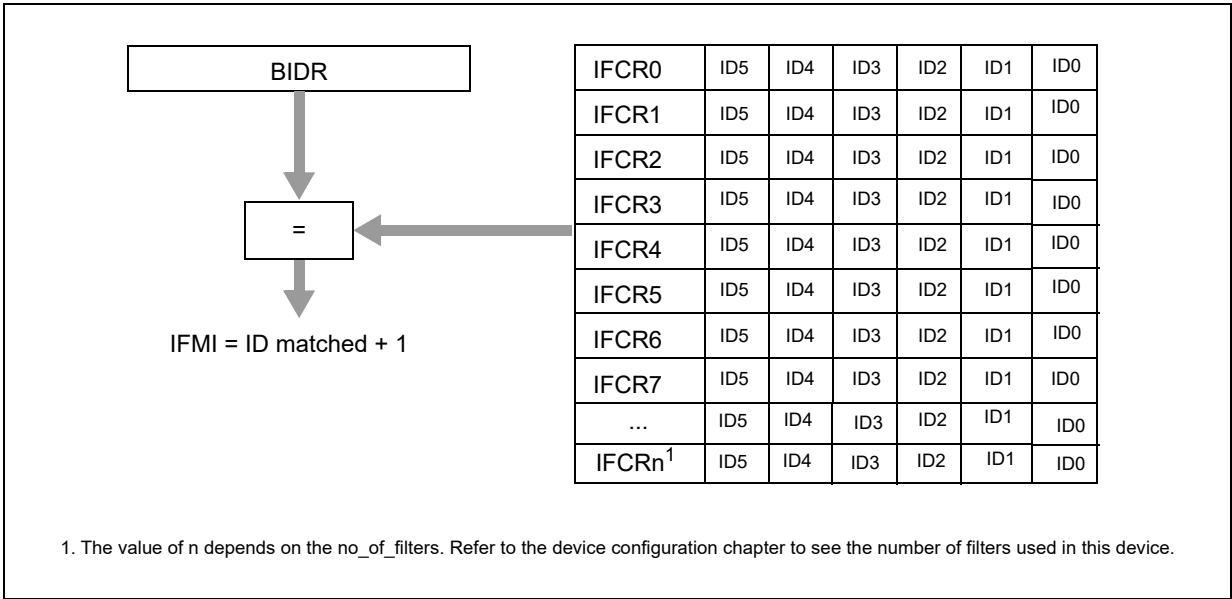 BIDR
=
IFMI = ID matched + 1
IFCR0 ID5 ID4 ID3 ID2 ID1 ID0
IFCR1 ID5 ID4 ID3 ID2 ID1 ID0
IFCR2 ID5 ID4 ID3 ID2 ID1 ID0
IFCR3 ID5 ID4 ID3 ID2 ID1 ID0
IFCR4 ID5 ID4 ID3 ID2 ID1 ID0
IFCR5 ID5 ID4 ID3 ID2 ID1 ID0
IFCR6 ID5 ID4 ID3 ID2 ID1 ID0
IFCR7 ID5 ID4 ID3 ID2 ID1 ID0
... ID5 ID4 ID3 ID2 ID1 ID0
IFCRn1 ID5 ID4 ID3 ID2 ID1 ID0
1. The value of n depends on the no_of_filters. Refer to the device configuration chapter to see the number of filters used in this device.